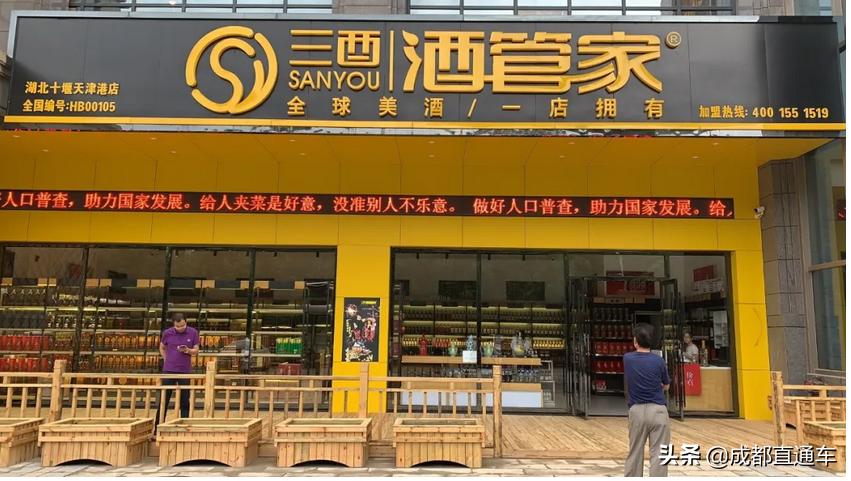 湖北十堰天津港店
全国编号:HB00105
三酉
SANYOU
酒管家®
全球美酒/一店拥有
加盟热线: 400 155 1519
人口普查，助力国家发展。给人夹菜是好意，没准别人不乐意。 做好人口普查，助力国家发展。给人
头条 @成都直通车